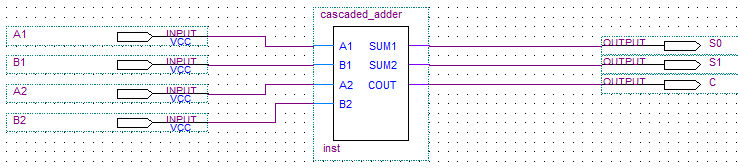 cascaded_adder
A1 INPUT VCC A1 SUM1 OUTPUT S0
B1 INPUT VCC B1 SUM2 OUTPUT S1
A2 INPUT VCC A2 COUT OUTPUT C
B2 INPUT VCC B2
inst